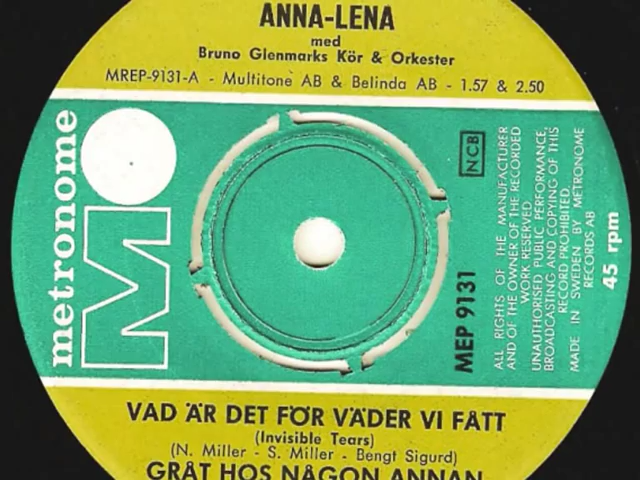 ANNA-LENA
med
Bruno Glenmarks Kör & Orkester
MREP-9131-A - Multitone AB & Belinda AB - 1.57 & 2.50
metronome
MO
NCB
MEP 9131
ALL RIGHTS OF THE MANUFACTURER
AND OF THE OWNER OF THE RECORDED
WORK RESERVED
UNAUTHORISED PUBLIC PERFORMANCE,
BROADCASTING AND COPYING OF THIS
RECORD PROHIBITED.
MADE IN SWEDEN BY METRONOME
RECORDS AB
45 rpm
VAD ÄR DET FÖR VÄDER VI FÅTT
(Invisible Tears)
(N. Miller - S. Miller - Bengt Sigurd)
GRÅT HOS NÅGON ANNAN